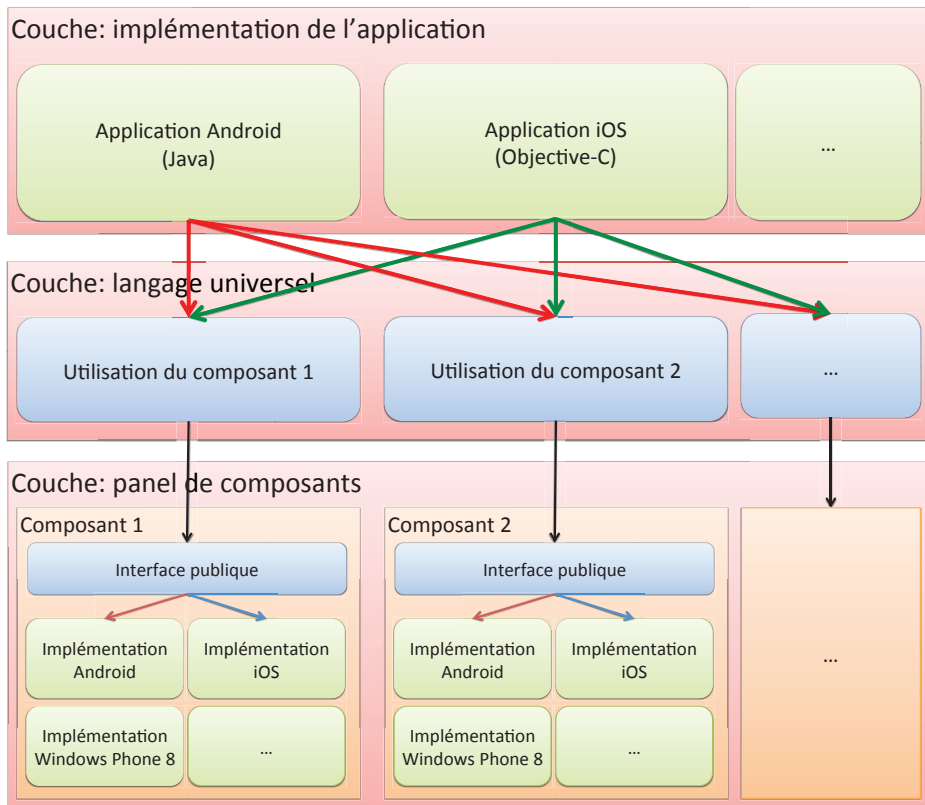 Couche: implémentation de l'application
Application Android
(Java)
Application iOS
(Objective-C)
...
Couche: langage universel
Utilisation du composant 1
Utilisation du composant 2
...
Couche: panel de composants
Composant 1
Interface publique
Implémentation
Android
Implémentation
iOS
Implémentation
Windows Phone 8
...
Composant 2
Interface publique
Implémentation
Android
Implémentation
iOS
Implémentation
Windows Phone 8
...
...